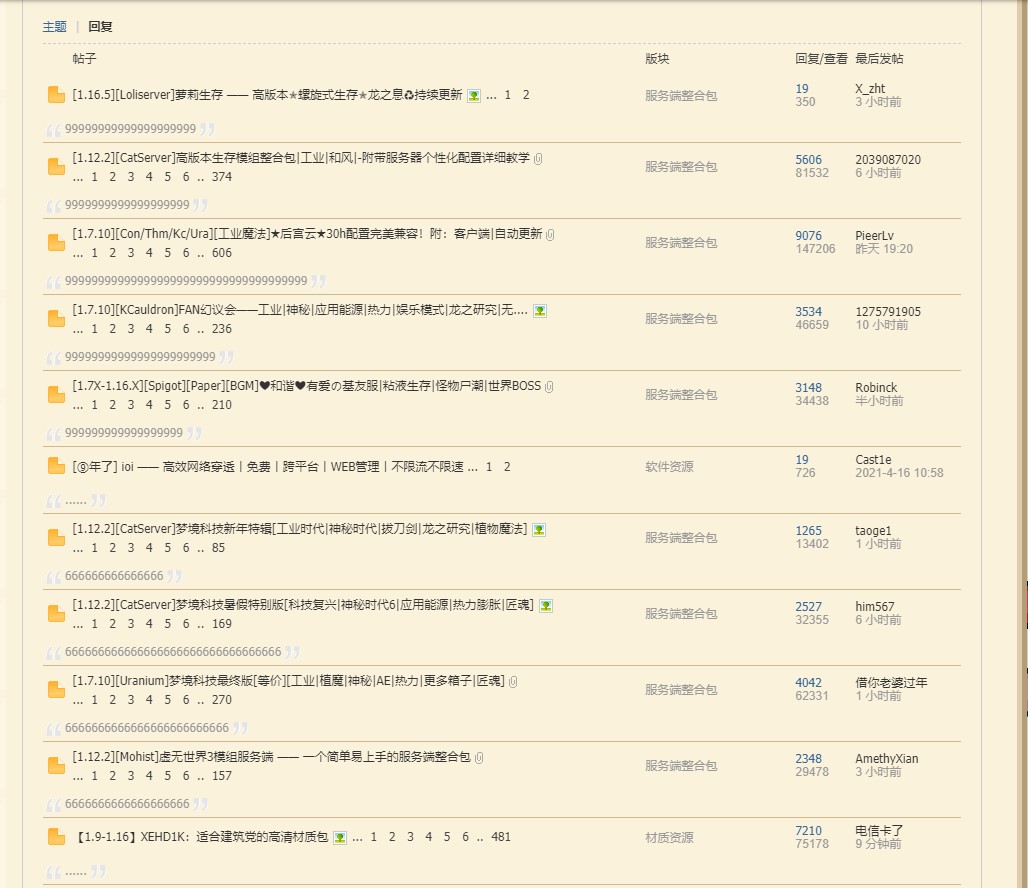 主题 | 回复
帖子 版块 回复/查看 最后发帖
[1.16.5][Loliserver]萝莉生存 —— 高版本★螺旋式生存★龙之息♻持续更新 ... 1 2 服务端整合包 19 X_zht
350 3 小时前
99999999999999999999
[1.12.2][CatServer]高版本生存模组整合包|工业|和风|-附带服务器个性化配置详细教学 服务端整合包 5606 2039087020
... 1 2 3 4 5 6 .. 374 81532 6 小时前
9999999999999999999
[1.7.10][Con/Thm/Kc/Ura][工业魔法]★后宫云★30h配置完美兼容！附：客户端|自动更新 服务端整合包 9076 PieerLv
... 1 2 3 4 5 6 .. 606 147206 昨天 19:20
9999999999999999999999999999999999999
[1.7.10][KCauldron]FAN幻议会——工业|神秘|应用能源|热力|娱乐模式|龙之研究|无.... 服务端整合包 3534 1275791905
... 1 2 3 4 5 6 .. 236 46659 10 小时前
99999999999999999999999
[1.7X-1.16.X][Spigot][Paper][BGM]♥和谐♥有爱の基友服|粘液生存|怪物尸潮|世界BOSS 服务端整合包 3148 Robinck
... 1 2 3 4 5 6 .. 210 34438 半小时前
999999999999999999
[⑨年了] ioi —— 高效网络穿透丨免费丨跨平台丨WEB管理丨不限流不限速 ... 1 2 软件资源 19 Cast1e
726 2021-4-16 10:58
......
[1.12.2][CatServer]梦境科技新年特辑[工业时代|神秘时代|拔刀剑|龙之研究|植物魔法] 服务端整合包 1265 taoge1
... 1 2 3 4 5 6 .. 85 13402 1 小时前
666666666666666
[1.12.2][CatServer]梦境科技暑假特别版[科技复兴|神秘时代6|应用能源|热力膨胀|匠魂] 服务端整合包 2527 him567
... 1 2 3 4 5 6 .. 169 32355 6 小时前
666666666666666666666666666666666
[1.7.10][Uranium]梦境科技最终版[等价][工业|植魔|神秘|AE|热力|更多箱子|匠魂] 服务端整合包 4042 借你老婆过年
... 1 2 3 4 5 6 .. 270 62331 1 小时前
6666666666666666666666666
[1.12.2][Mohist]虚无世界3模组服务端 —— 一个简单易上手的服务端整合包 服务端整合包 2348 AmethyXian
... 1 2 3 4 5 6 .. 157 29478 3 小时前
6666666666666666666
【1.9-1.16】XEHD1K：适合建筑党的高清材质包 ... 1 2 3 4 5 6 .. 481 材质资源 7210 电信卡了
75178 9 分钟前
......